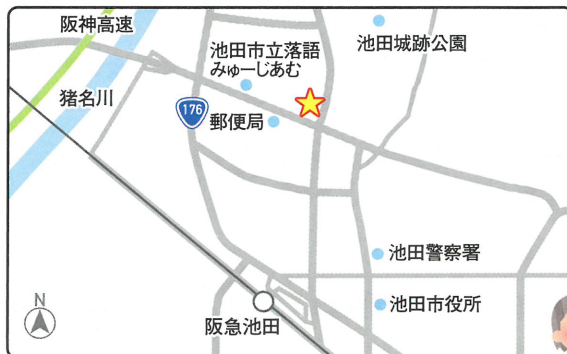 阪神高速
池田市立落語
みゅーじあむ
池田城跡公園
猪名川
176
郵便局
池田警察署
池田市役所
N
阪急池田